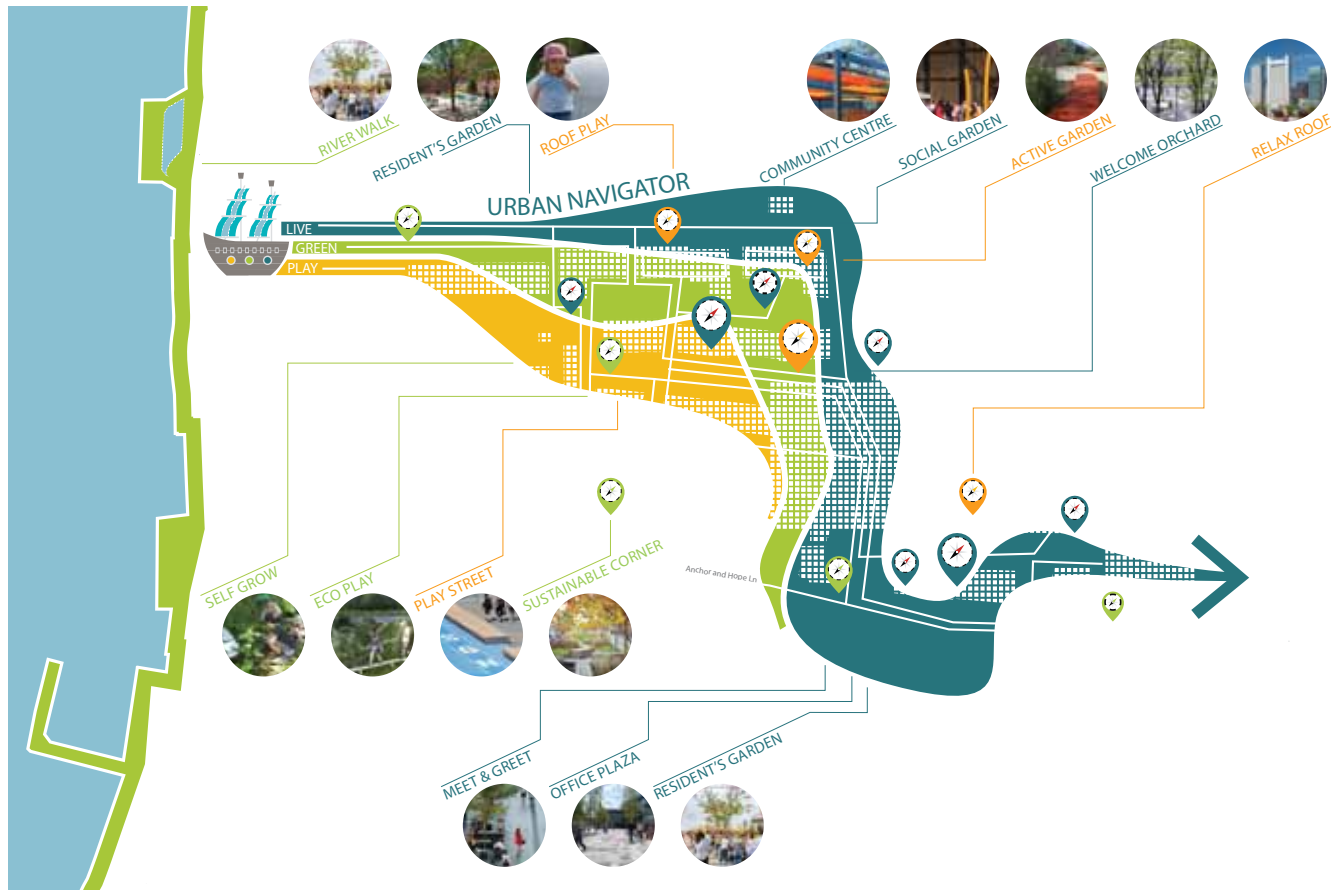 RIVER WALK
RESIDENT'S GARDEN
ROOF PLAY
COMMUNITY CENTRE
SOCIAL GARDEN
ACTIVE GARDEN
WELCOME ORCHARD
RELAX ROOF
URBAN NAVIGATOR
LIVE
GREEN
PLAY
SELF GROW
ECO PLAY
PLAY STREET
SUSTAINABLE CORNER
Anchor and Hope Ln
MEET & GREET
OFFICE PLAZA
RESIDENT'S GARDEN